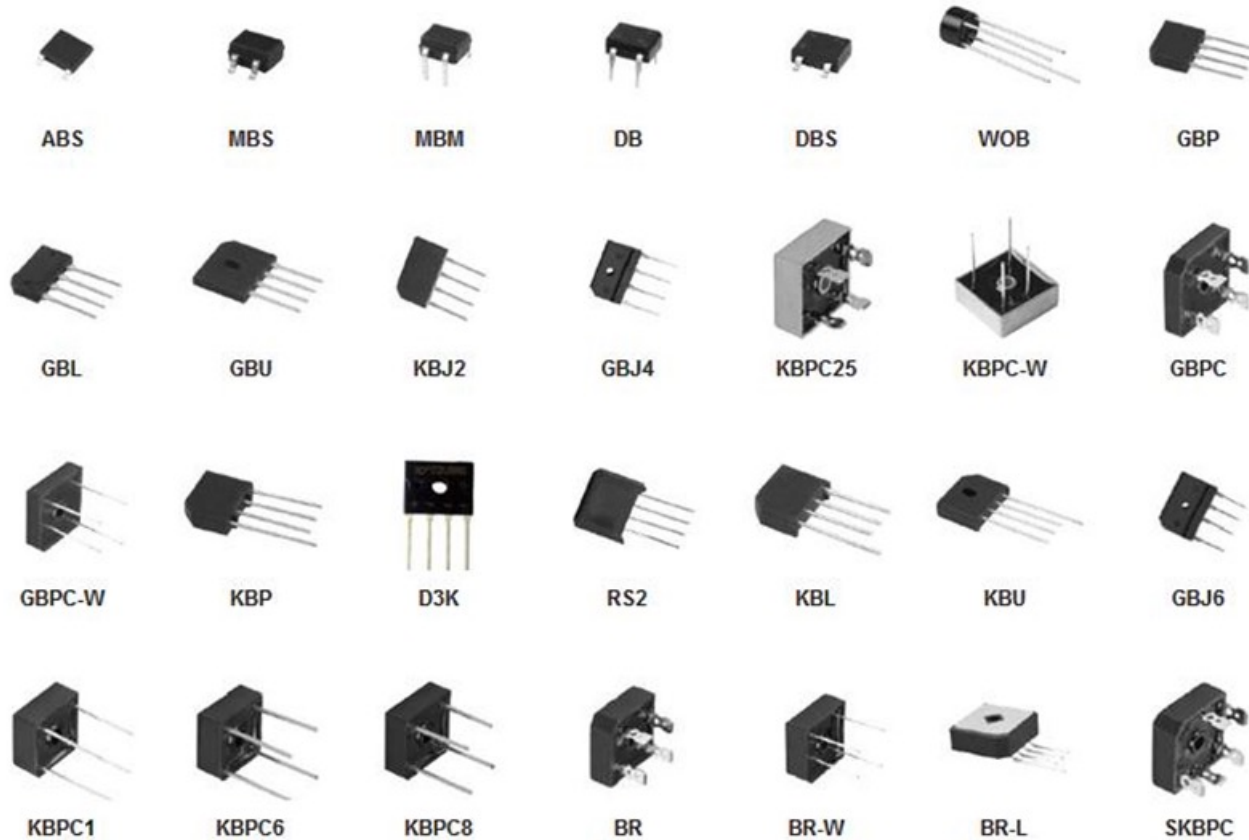 ABS MBS MBM DB DBS WOB GBP
GBL GBU KBJ2 GBJ4 KBPC25 KBPC-W GBPC
GBPC-W KBP D3K RS2 KBL KBU GBJ6
KBPC1 KBPC6 KBPC8 BR BR-W BR-L SKBPC